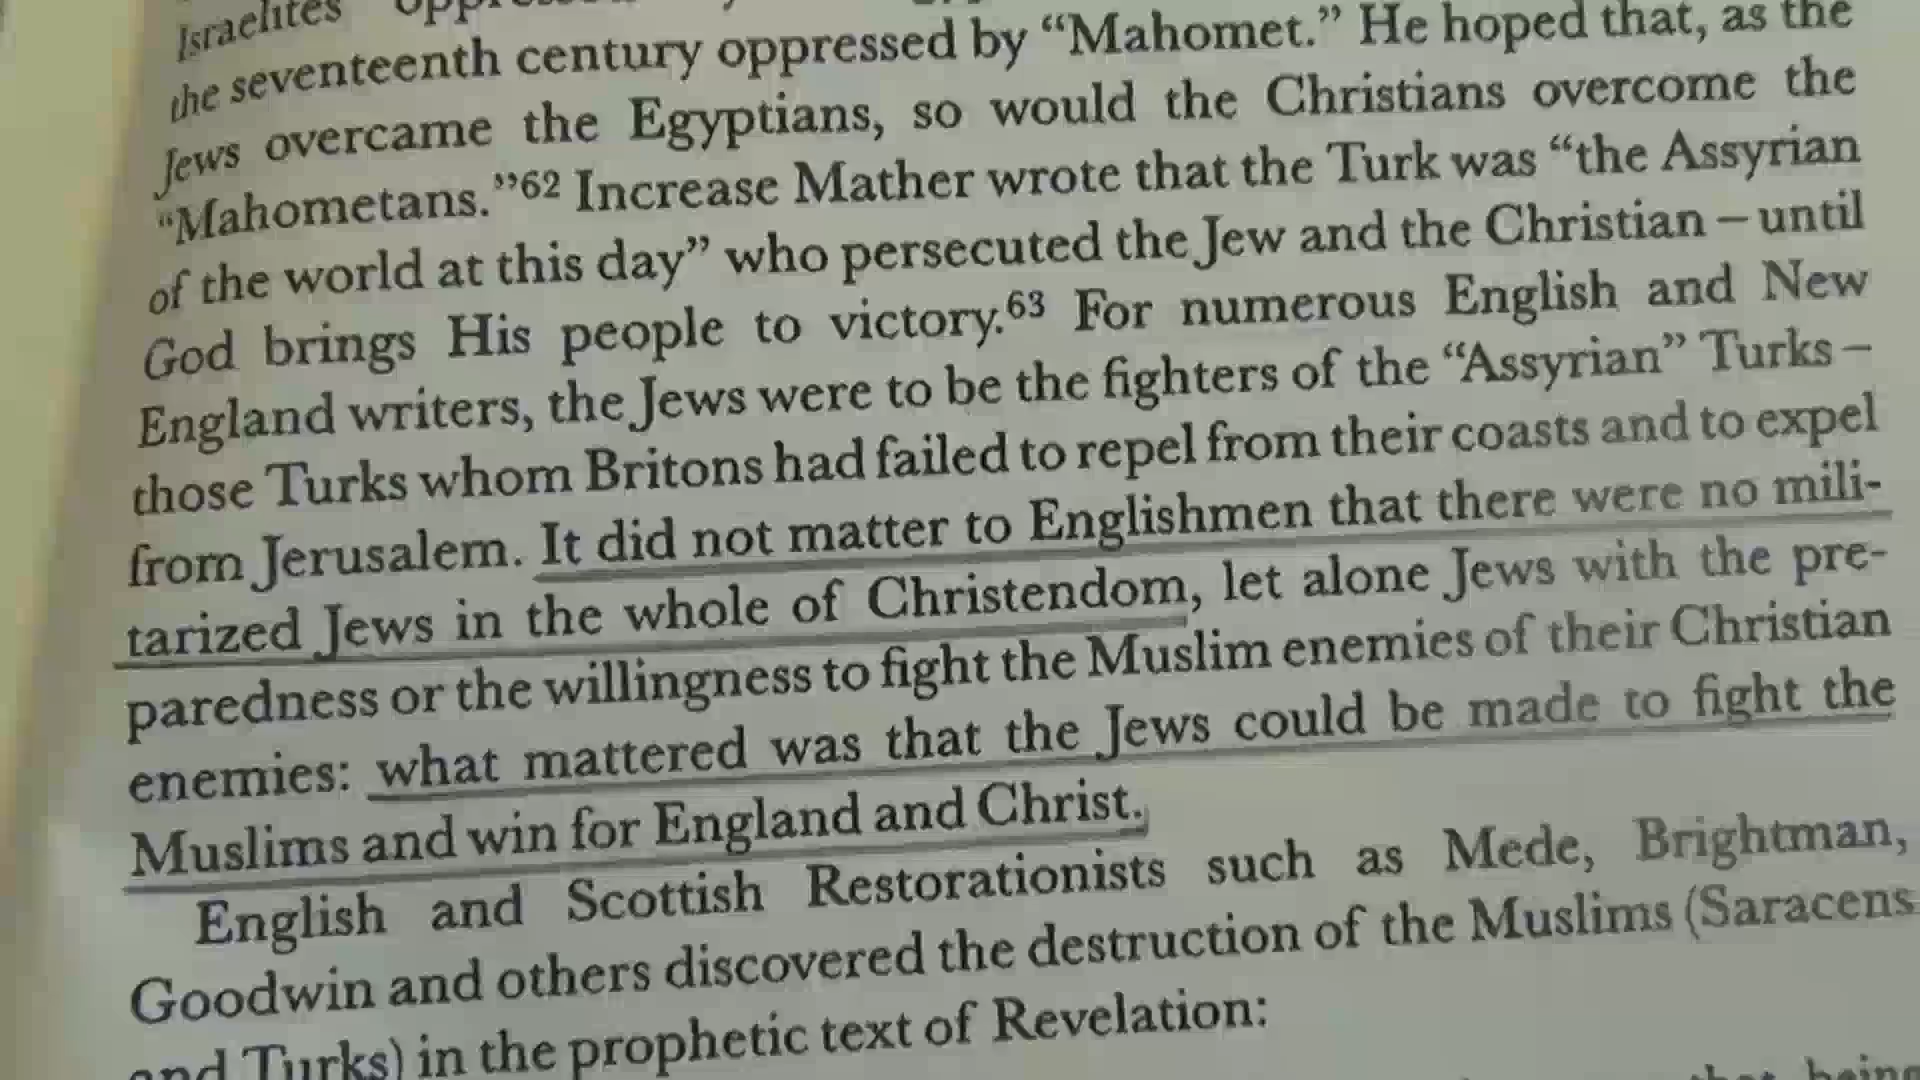 Israelites
the seventeenth century oppressed by “Mahomet.” He hoped that, as the
Jews overcame the Egyptians, so would the Christians overcome the
“Mahometans.”62 Increase Mather wrote that the Turk was “the Assyrian
of the world at this day” who persecuted the Jew and the Christian – until
God brings His people to victory.63 For numerous English and New
England writers, the Jews were to be the fighters of the “Assyrian” Turks –
those Turks whom Britons had failed to repel from their coasts and to expel
from Jerusalem. It did not matter to Englishmen that there were no mili-
tarized Jews in the whole of Christendom, let alone Jews with the pre-
paredness or the willingness to fight the Muslim enemies of their Christian
enemies: what mattered was that the Jews could be made to fight the
Muslims and win for England and Christ.
English and Scottish Restorationists such as Mede, Brightman,
Goodwin and others discovered the destruction of the Muslims (Saracens
and Turks) in the prophetic text of Revelation:
being